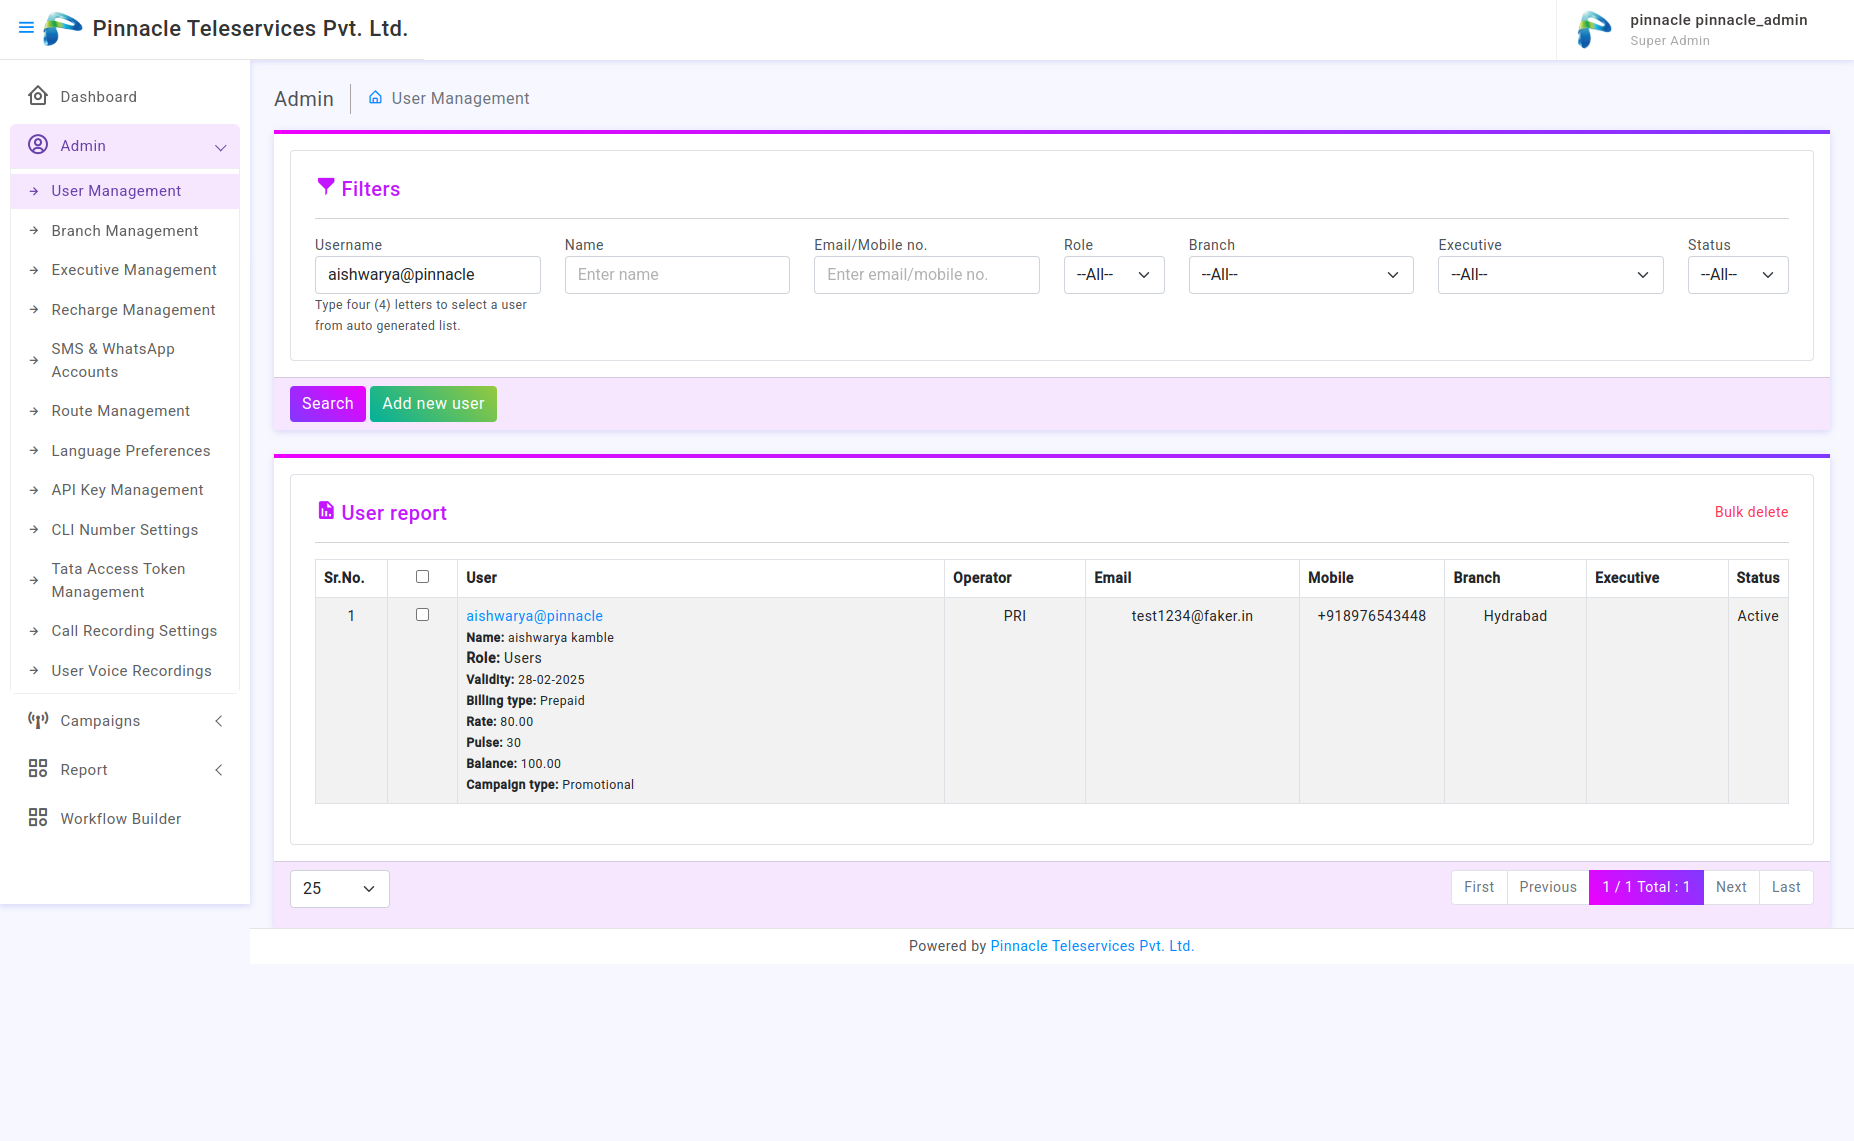 Pinnacle Teleservices Pvt. Ltd.
pinnacle pinnacle_admin
Super Admin
Dashboard
Admin
User Management
Branch Management
Executive Management
Recharge Management
SMS & WhatsApp
Accounts
Route Management
Language Preferences
API Key Management
CLI Number Settings
Tata Access Token
Management
Call Recording Settings
User Voice Recordings
Campaigns
Report
Workflow Builder
Admin User Management
Filters
Username Name Email/Mobile no. Role Branch Executive Status
aishwarya@pinnacle Enter name Enter email/mobile no. --All-- --All-- --All-- --All--
Type four (4) letters to select a user
from auto generated list.
Search Add new user
User report Bulk delete
Sr.No. User Operator Email Mobile Branch Executive Status
1 aishwarya@pinnacle PRI test1234@faker.in +918976543448 Hydrabad Active
Name: aishwarya kamble
Role: Users
Validity: 28-02-2025
Billing type: Prepaid
Rate: 80.00
Pulse: 30
Balance: 100.00
Campaign type: Promotional
25 First Previous 1 / 1 Total : 1 Next Last
Powered by Pinnacle Teleservices Pvt. Ltd.